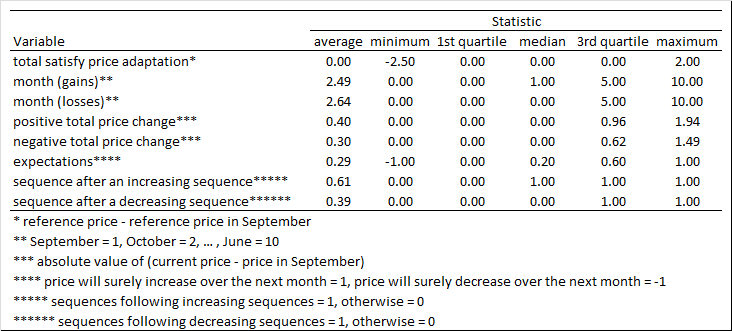 Statistic
Variable average minimum 1st quartile median 3rd quartile maximum
total satisfy price adaptation* 0.00 -2.50 0.00 0.00 0.00 2.00
month (gains)** 2.49 0.00 0.00 1.00 5.00 10.00
month (losses)** 2.64 0.00 0.00 0.00 5.00 10.00
positive total price change*** 0.40 0.00 0.00 0.00 0.96 1.94
negative total price change*** 0.30 0.00 0.00 0.00 0.62 1.49
expectations**** 0.29 -1.00 0.00 0.20 0.60 1.00
sequence after an increasing sequence***** 0.61 0.00 0.00 1.00 1.00 1.00
sequence after a decreasing sequence****** 0.39 0.00 0.00 0.00 1.00 1.00
* reference price - reference price in September
** September = 1, October = 2, ... , June = 10
*** absolute value of (current price - price in September)
**** price will surely increase over the next month = 1, price will surely decrease over the next month = -1
***** sequences following increasing sequences = 1, otherwise = 0
****** sequences following decreasing sequences = 1, otherwise = 0